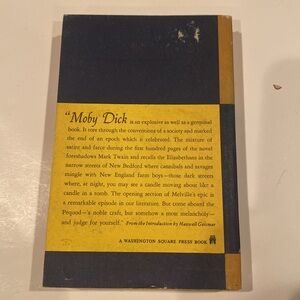 "Moby Dick is an explosive as well as a germinal
book. It tore through the conventions of a society and marked
the end of an epoch which it celebrated. The mixture of
satire and farce during the first hundred pages of the novel
foreshadows Mark Twain and recalls the Elizabethans in the
narrow streets of New Bedford where cannibals and savages
mingle with New England farm boys—those dark streets
where, at night, you may see a candle moving about like a
candle in a tomb. The opening section of Melville's epic is
a remarkable episode in our literature. But come aboard the
Pequod—'a noble craft, but somehow a most melancholy—
and judge for yourself." From the Introduction by Maxwell Geismar
A WASHINGTON SQUARE PRESS BOOK